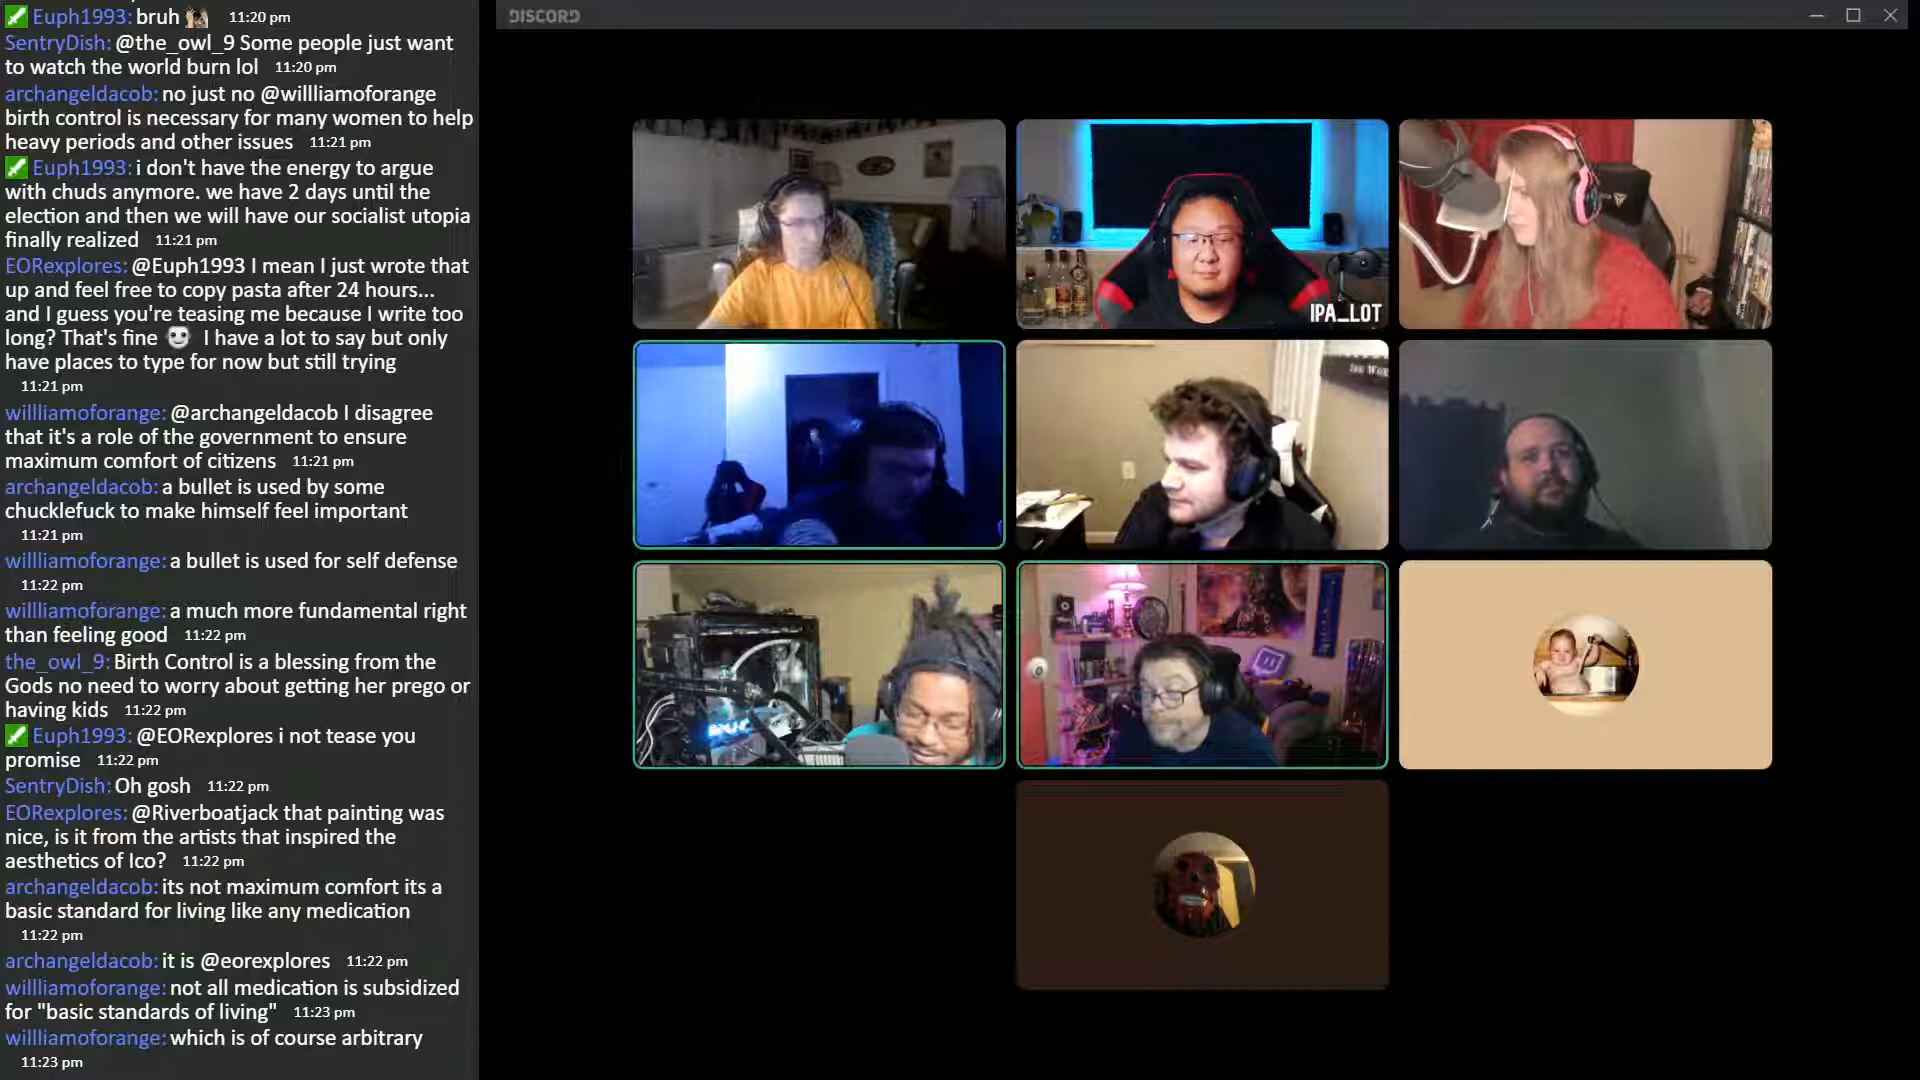 Euph1993: bruh 11:20 pm
SentryDish: @the_owl_9 Some people just want
to watch the world burn lol 11:20 pm
archangeldacob: no just no @willliamoforange
birth control is necessary for many women to help
heavy periods and other issues 11:21 pm
Euph1993: i don't have the energy to argue
with chuds anymore. we have 2 days until the
election and then we will have our socialist utopia
finally realized 11:21 pm
EORexplores: @Euph1993 I mean I just wrote that
up and feel free to copy pasta after 24 hours...
and I guess you're teasing me because I write too
long? That's fine I have a lot to say but only
have places to type for now but still trying
11:21 pm
willliamoforange: @archangeldacob I disagree
that it's a role of the government to ensure
maximum comfort of citizens 11:21 pm
archangeldacob: a bullet is used by some
chucklefuck to make himself feel important
11:21 pm
willliamoforange: a bullet is used for self defense
11:22 pm
willliamoforange: a much more fundamental right
than feeling good 11:22 pm
the_owl_9: Birth Control is a blessing from the
Gods no need to worry about getting her prego or
having kids 11:22 pm
Euph1993: @EORexplores i not tease you
promise 11:22 pm
SentryDish: Oh gosh 11:22 pm
EORexplores: @Riverboatjack that painting was
nice, is it from the artists that inspired the
aesthetics of Ico? 11:22 pm
archangeldacob: its not maximum comfort its a
basic standard for living like any medication
11:22 pm
archangeldacob: it is @eorexplores 11:22 pm
willliamoforange: not all medication is subsidized
for "basic standards of living" 11:23 pm
willliamoforange: which is of course arbitrary
11:23 pm
DISCORD
IPA_LOT